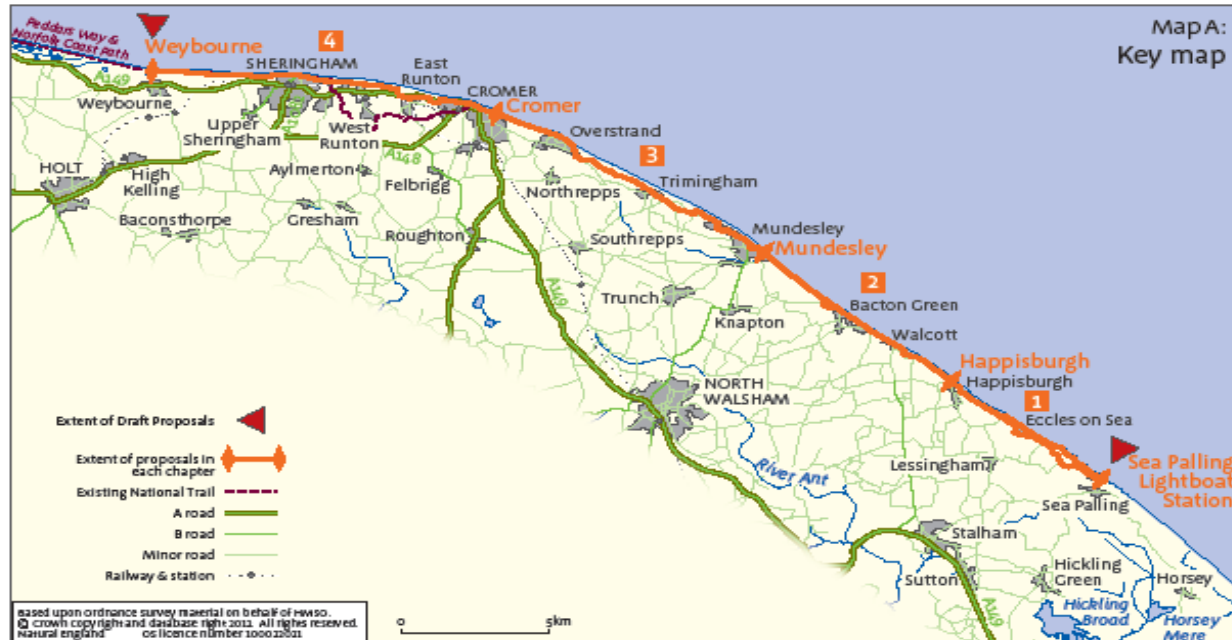 Map A:
Key map
Peddars Way &
Norfolk Coast Path
Weybourne
4
SHERINGHAM
East
Runton
CROMER
Cromer
A149
Weybourne
Upper
Sheringham
West
Runton
A148
Overstrand
3
HOLT
High
Kelling
Aylmerton
Felbrigg
Northrepps
Trimingham
Baconsthorpe
Gresham
Roughton
Southrepps
Mundesley
Mundesley
A149
Trunch
2
Knapton
Bacton Green
Walcott
Happisburgh
Happisburgh
NORTH
WALSHAM
1
Eccles on Sea
River Ant
Lessingham
Sea Palling
Lightboat
Station
Sea Palling
Stalham
Sutton
Hickling
Green
Horsey
A149
Hickling
Broad
Horsey
Mere
Extent of Draft Proposals
Extent of proposals in
each chapter
Existing National Trail
A road
B road
Minor road
Railway & station
Based upon ordnance survey material on behalf of HMSO.
© Crown copyright and database right 2011. All rights reserved.
Natural england os licence number 100022021
0 5km